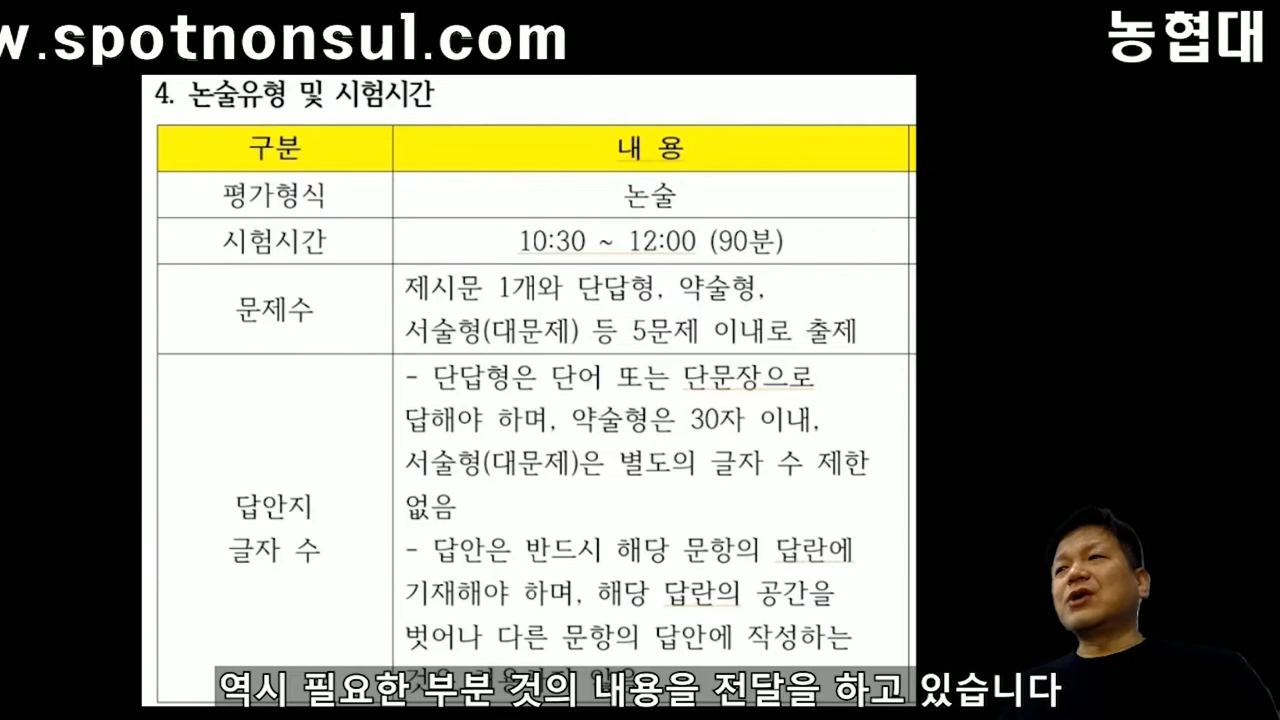 w.spotnonsul.com
농협대
4. 논술유형 및 시험시간
구분
내 용
평가형식
논술
시험시간
10:30 ~ 12:00 (90분)
문제수
제시문 1개와 단답형, 약술형,
서술형(대문제) 등 5문제 이내로 출제
답안지
글자 수
- 단답형은 단어 또는 단문장으로
답해야 하며, 약술형은 30자 이내,
서술형(대문제)은 별도의 글자 수 제한
없음
- 답안은 반드시 해당 문항의 답란에
기재해야 하며, 해당 답란의 공간을
벗어나 다른 문항의 답안에 작성하는
역시 필요한 부분 것의 내용을 전달을 하고 있습니다